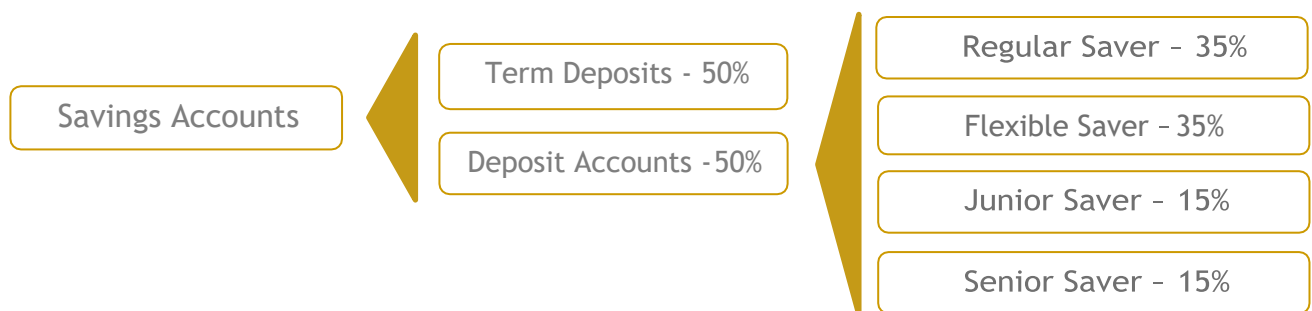 Savings Accounts
Term Deposits - 50%
Deposit Accounts -50%
Regular Saver – 35%
Flexible Saver –35%
Junior Saver – 15%
Senior Saver – 15%